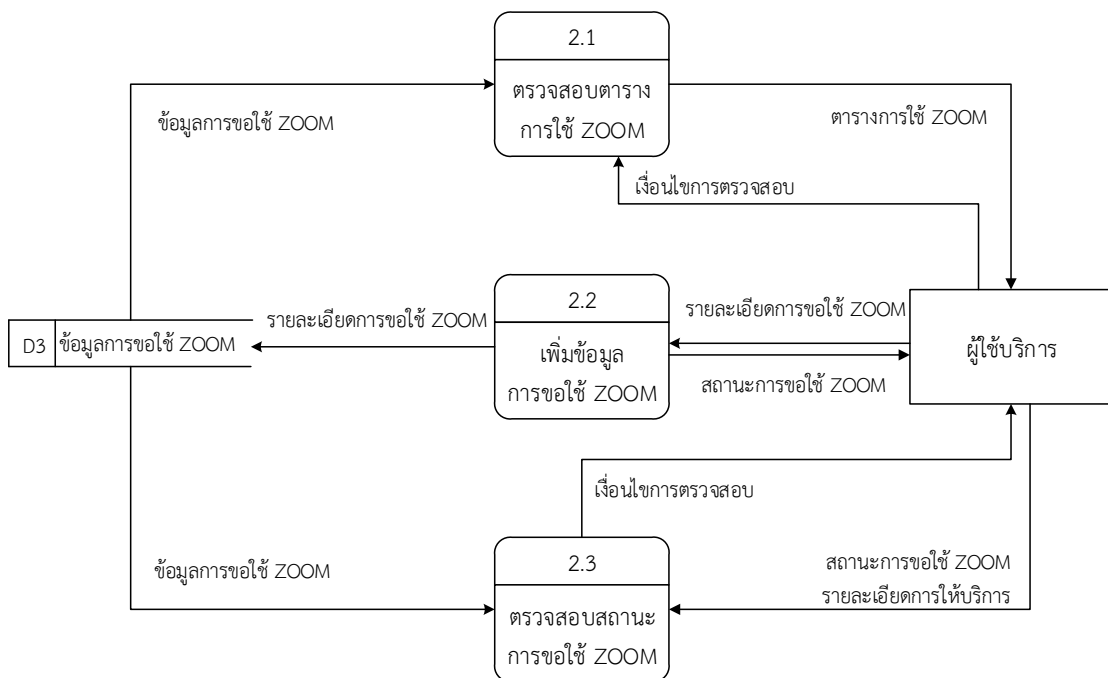 2.1
ตรวจสอบตาราง
การใช้ ZOOM
ข้อมูลการขอใช้ ZOOM
ตารางการใช้ ZOOM
เงื่อนไขการตรวจสอบ
2.2
เพิ่มข้อมูล
การขอใช้ ZOOM
รายละเอียดการขอใช้ ZOOM
รายละเอียดการขอใช้ ZOOM
D3 ข้อมูลการขอใช้ ZOOM
ผู้ใช้บริการ
สถานะการขอใช้ ZOOM
เงื่อนไขการตรวจสอบ
2.3
ตรวจสอบสถานะ
การขอใช้ ZOOM
ข้อมูลการขอใช้ ZOOM
สถานะการขอใช้ ZOOM
รายละเอียดการให้บริการ